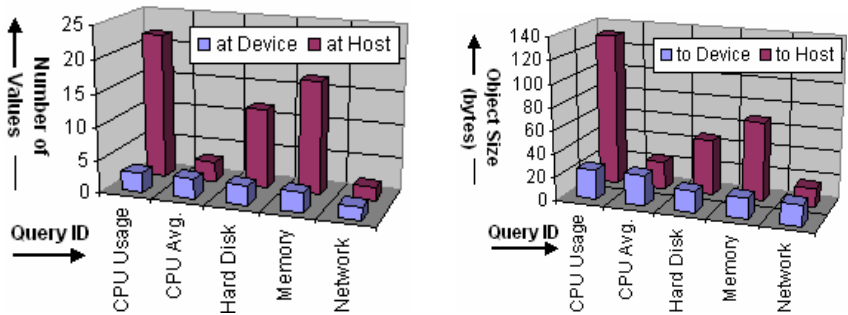 Number of
Values
25
20
15
10
5
0
at Device
at Host
Query ID
CPU Usage
CPU Avg.
Hard Disk
Memory
Network
Object Size
(bytes)
140
120
100
80
60
40
20
0
to Device
to Host
Query ID
CPU Usage
CPU Avg.
Hard Disk
Memory
Network